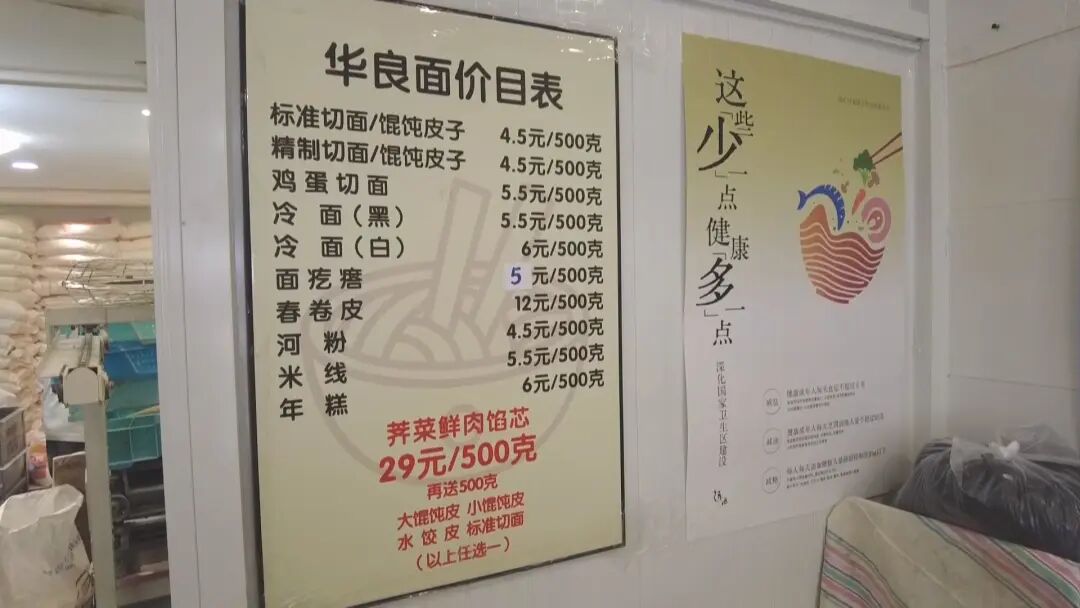 华良面价目表
标准切面/馄饨皮子 4.5元/500克
精制切面/馄饨皮子 4.5元/500克
鸡蛋切面 5.5元/500克
冷面（黑） 5.5元/500克
冷面（白） 6元/500克
面疙瘩 5元/500克
春卷皮 12元/500克
河粉 4.5元/500克
米线 5.5元/500克
年糕 6元/500克
荠菜鲜肉馅芯
29元/500克
再送500克
大馄饨皮 小馄饨皮
水饺皮 标准切面
（以上任选一）
这些「少」一点
健康「多」一点
深化国家卫生区建设
减盐
减油
减糖